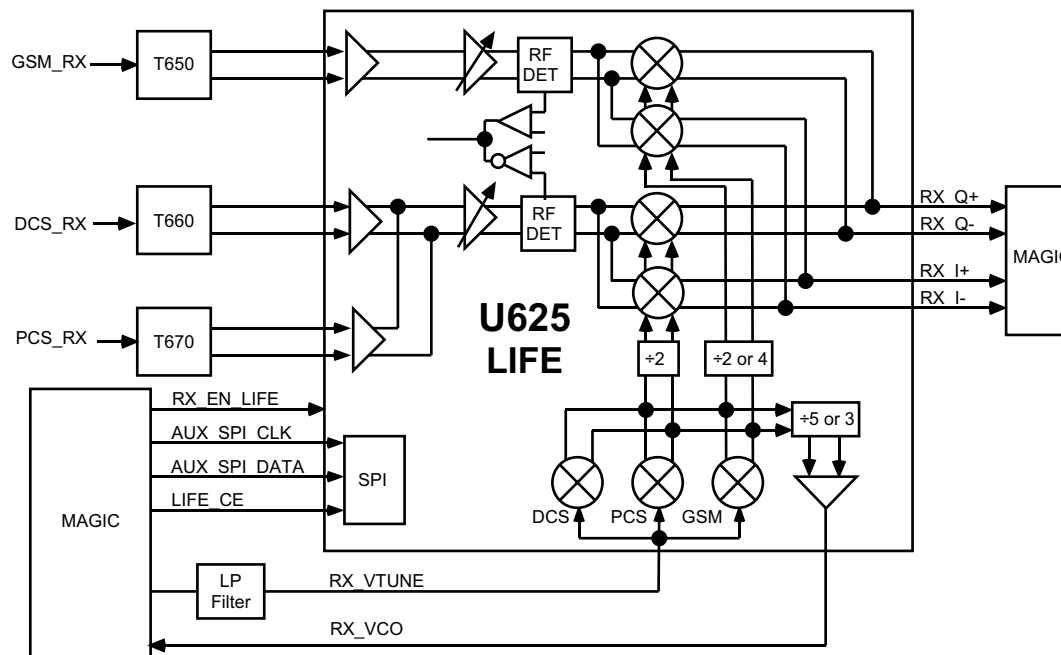 GSM_RX
T650
RF
DET
DCS_RX
T660
RF
DET
RX_Q+
RX_Q-
RX_I+
RX_I-
MAGIC
PCS_RX
T670
U625
LIFE
÷2
÷2 or 4
÷5 or 3
RX_EN_LIFE
AUX_SPI_CLK
AUX_SPI_DATA
LIFE_CE
SPI
MAGIC
DCS
PCS
GSM
LP
Filter
RX_VTUNE
RX_VCO